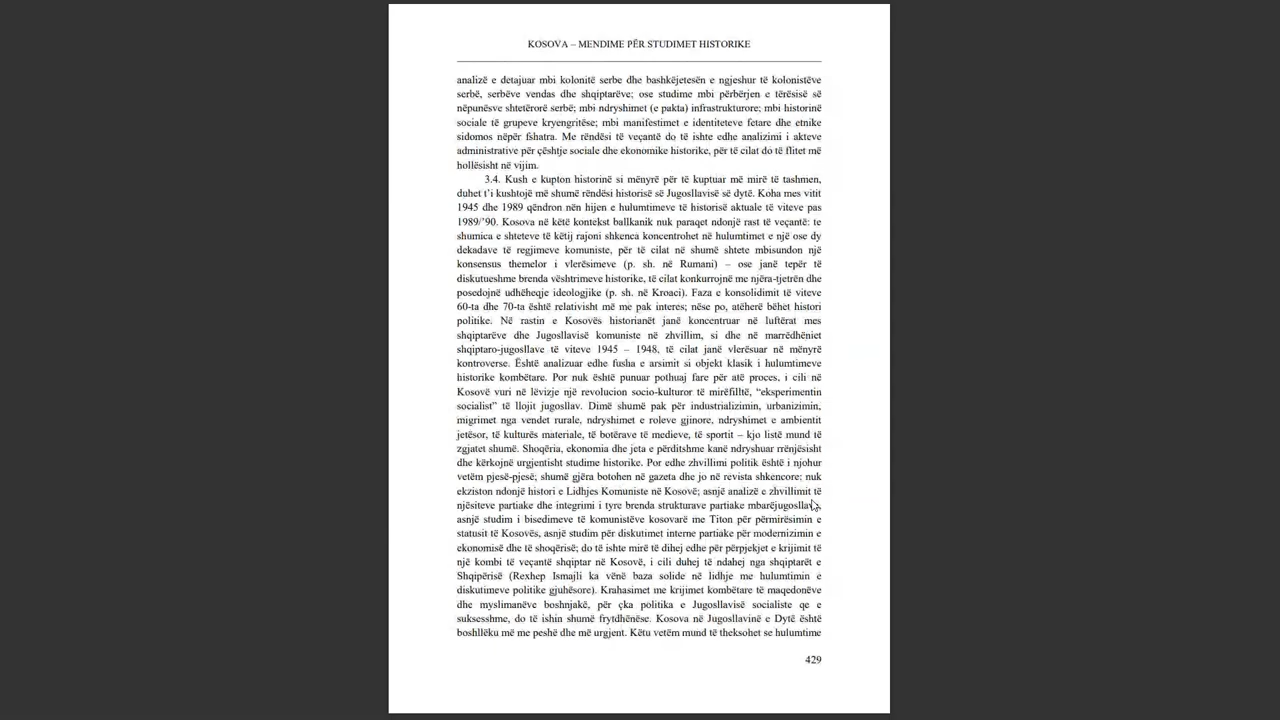 KOSOVA – MENDIME PËR STUDIMET HISTORIKE
analizë e detajuar mbi kolonitë serbe dhe bashkëjetesën e ngjeshur të kolonistëve
serbë, serbëve vendas dhe shqiptarëve; ose studime mbi përbërjen e tërësisë së
nëpunësve shtetërorë serbë; mbi ndryshimet (e pakta) infrastrukturore; mbi historinë
sociale të grupeve kryengritëse; mbi manifestimet e identiteteve fetare dhe etnike
sidomos nëpër fshatra. Me rëndësi të veçantë do të ishte edhe analizimi i akteve
administrative për çështje sociale dhe ekonomike historike, për të cilat do të flitet më
hollësisht në vijim.
3.4. Kush e kupton historinë si mënyrë për të kuptuar më mirë të tashmen,
duhet t’i kushtojë më shumë rëndësi historisë së Jugosllavisë së dytë. Koha mes vitit
1945 dhe 1989 qëndron nën hijen e hulumtimeve të historisë aktuale të viteve pas
1989/’90. Kosova në këtë kontekst ballkanik nuk paraqet ndonjë rast të veçantë: te
shumica e shteteve të këtij rajoni shkenca koncentrohet në hulumtimet e një ose dy
dekadave të regjimeve komuniste, për të cilat në shumë shtete mbisundon një
konsensus themelor i vlerësimeve (p. sh. në Rumani) – ose janë tepër të
diskutueshme brenda vështrimeve historike, të cilat konkurrojnë me njëra-tjetrën dhe
posedojnë udhëheqje ideologjike (p. sh. në Kroaci). Faza e konsolidimit të viteve
60-ta dhe 70-ta është relativisht më me pak interes; nëse po, atëherë bëhet histori
politike. Në rastin e Kosovës historianët janë koncentruar në luftërat mes
shqiptarëve dhe Jugosllavisë komuniste në zhvillim, si dhe në marrëdhëniet
shqiptaro-jugosllave të viteve 1945 – 1948, të cilat janë vlerësuar në mënyrë
kontroverse. Është analizuar edhe fusha e arsimit si objekt klasik i hulumtimeve
historike kombëtare. Por nuk është punuar pothuaj fare për atë proces, i cili në
Kosovë vuri në lëvizje një revolucion socio-kulturor të mirëfilltë, “eksperimentin
socialist” të llojit jugosllav. Dimë shumë pak për industrializimin, urbanizimin,
migrimet nga vendet rurale, ndryshimet e roleve gjinore, ndryshimet e ambientit
jetësor, të kulturës materiale, të botërave të medieve, të sportit – kjo listë mund të
zgjatet shumë. Shoqëria, ekonomia dhe jeta e përditshme kanë ndryshuar rrënjësisht
dhe kërkojnë urgjentisht studime historike. Por edhe zhvillimi politik është i njohur
vetëm pjesë-pjesë; shumë gjëra botohen në gazeta dhe jo në revista shkencore: nuk
ekziston ndonjë histori e Lidhjes Komuniste në Kosovë; asnjë analizë e zhvillimit të
njësiteve partiake dhe integrimi i tyre brenda strukturave partiake mbarëjugosllave,
asnjë studim i bisedimeve të komunistëve kosovarë me Titon për përmirësimin e
statusit të Kosovës, asnjë studim për diskutimet interne partiake për modernizimin e
ekonomisë dhe të shoqërisë; do të ishte mirë të dihej edhe për përpjekjet e krijimit të
një kombi të veçantë shqiptar në Kosovë, i cili duhej të ndahej nga shqiptarët e
Shqipërisë (Rexhep Ismajli ka vënë baza solide në lidhje me hulumtimin e
diskutimeve politike gjuhësore). Krahasimet me krijimet kombëtare të maqedonëve
dhe myslimanëve boshnjakë, për çka politika e Jugosllavisë socialiste qe e
suksesshme, do të ishin shumë frytdhënëse. Kosova në Jugosllavinë e Dytë është
boshllëku më me peshë dhe më urgjent. Këtu vetëm mund të theksohet se hulumtime
429